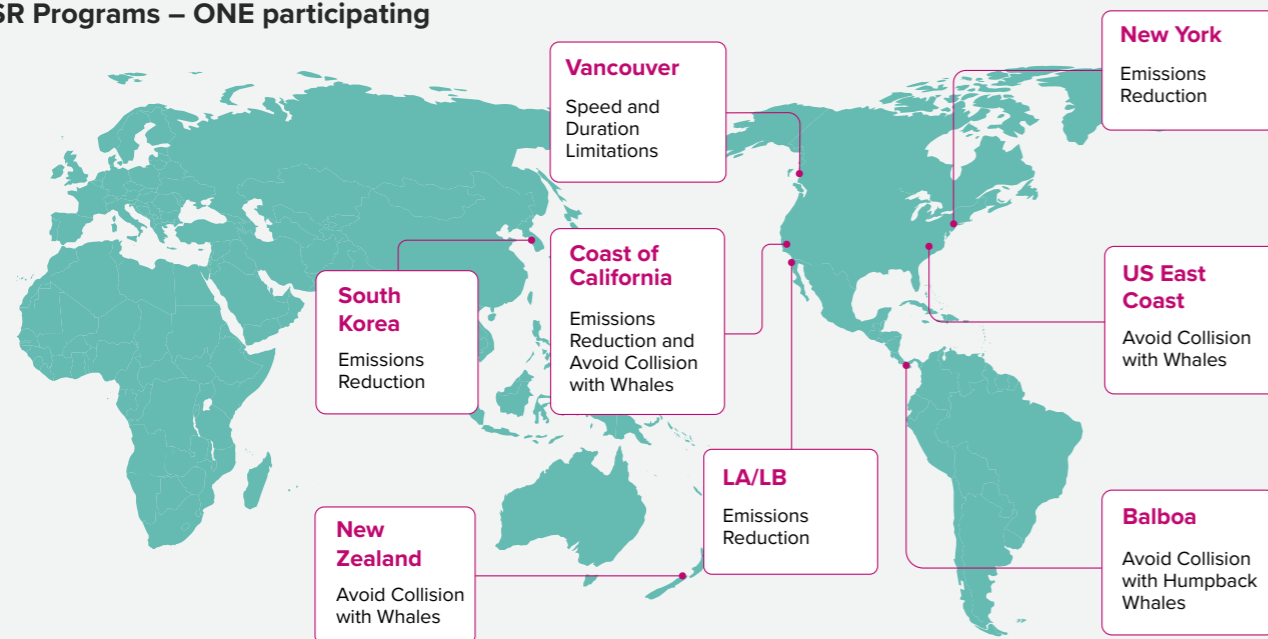 SR Programs – ONE participating
Vancouver
Speed and
Duration
Limitations
New York
Emissions
Reduction
South
Korea
Emissions
Reduction
Coast of
California
Emissions
Reduction and
Avoid Collision
with Whales
US East
Coast
Avoid Collision
with Whales
LA/LB
Emissions
Reduction
New
Zealand
Avoid Collision
with Whales
Balboa
Avoid Collision
with Humpback
Whales